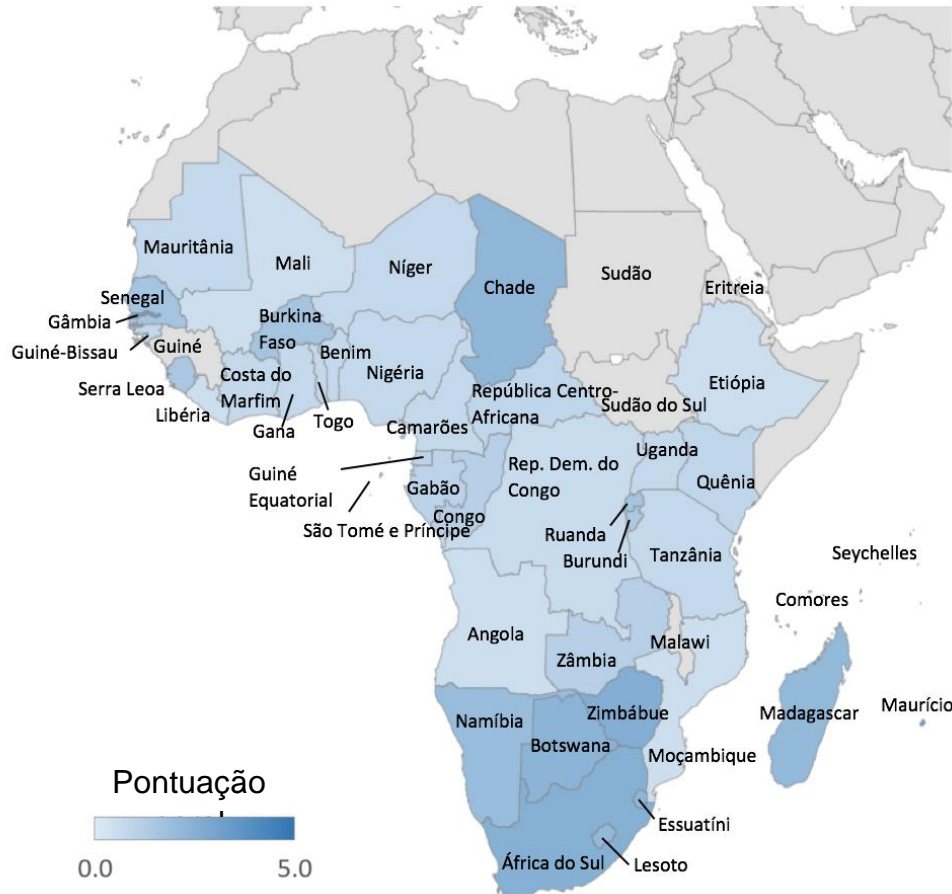 Mauritânia
Mali
Níger
Chade
Sudão
Eritreia
Senegal
Gâmbia
Guiné-Bissau
Guiné
Burkina
Faso
Benim
Nigéria
Etiópia
Serra Leoa
Costa do
Marfim
Libéria
Gana
Togo
Camarões
República Centro-
Africana
Sudão do Sul
Uganda
Quênia
Guiné
Equatorial
Gabão
Congo
Rep. Dem. do
Congo
São Tomé e Príncipe
Ruanda
Burundi
Tanzânia
Seychelles
Comores
Angola
Zâmbia
Malawi
Namíbia
Botswana
Zimbábue
Moçambique
Madagascar
Maurício
Essuatíni
Lesoto
África do Sul
Pontuação
0.0
5.0